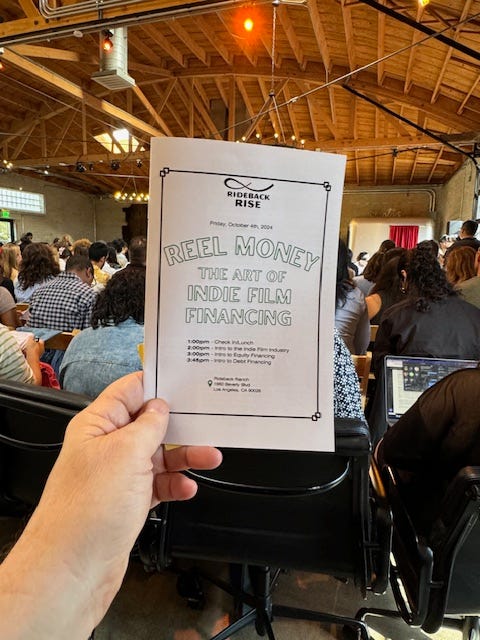 RIDEBACK
RISE
Friday, October 4th, 2024
REEL MONEY
THE ART OF
INDIE FILM
FINANCING
1:00pm - Check In/Lunch
2:00pm - Intro to the Indie Film Industry
3:00pm - Intro to Equity Financing
3:45pm - Intro to Debt Financing
Rideback Ranch
1660 Beverly Blvd
Los Angeles, CA 90026